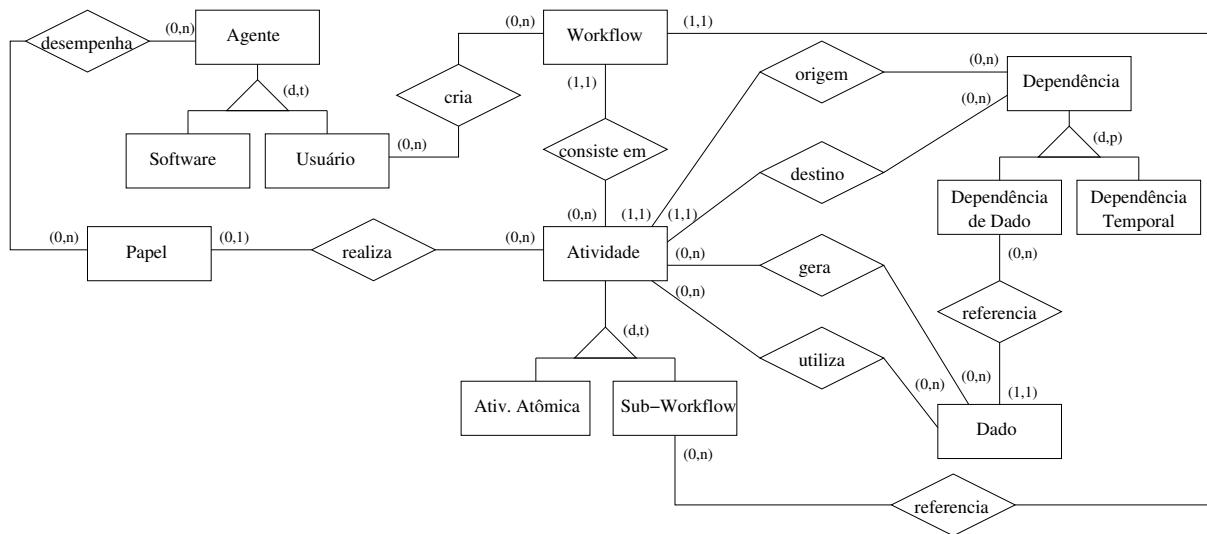 (0,n)
Workflow
(1,1)
desempenha
(0,n)
Agente
(1,1)
origem
(0,n)
Dependência
(d,t)
cria
(0,n)
(d,p)
Software
Usuário
(0,n)
consiste em
destino
Dependência
de Dado
Dependência
Temporal
(0,n)
(1,1)
(1,1)
(0,n)
Papel
(0,1)
realiza
(0,n)
Atividade
(0,n)
gera
(0,n)
(0,n)
referencia
(d,t)
utiliza
(0,n)
(0,n)
(1,1)
Ativ. Atômica
Sub−Workflow
Dado
(0,n)
referencia